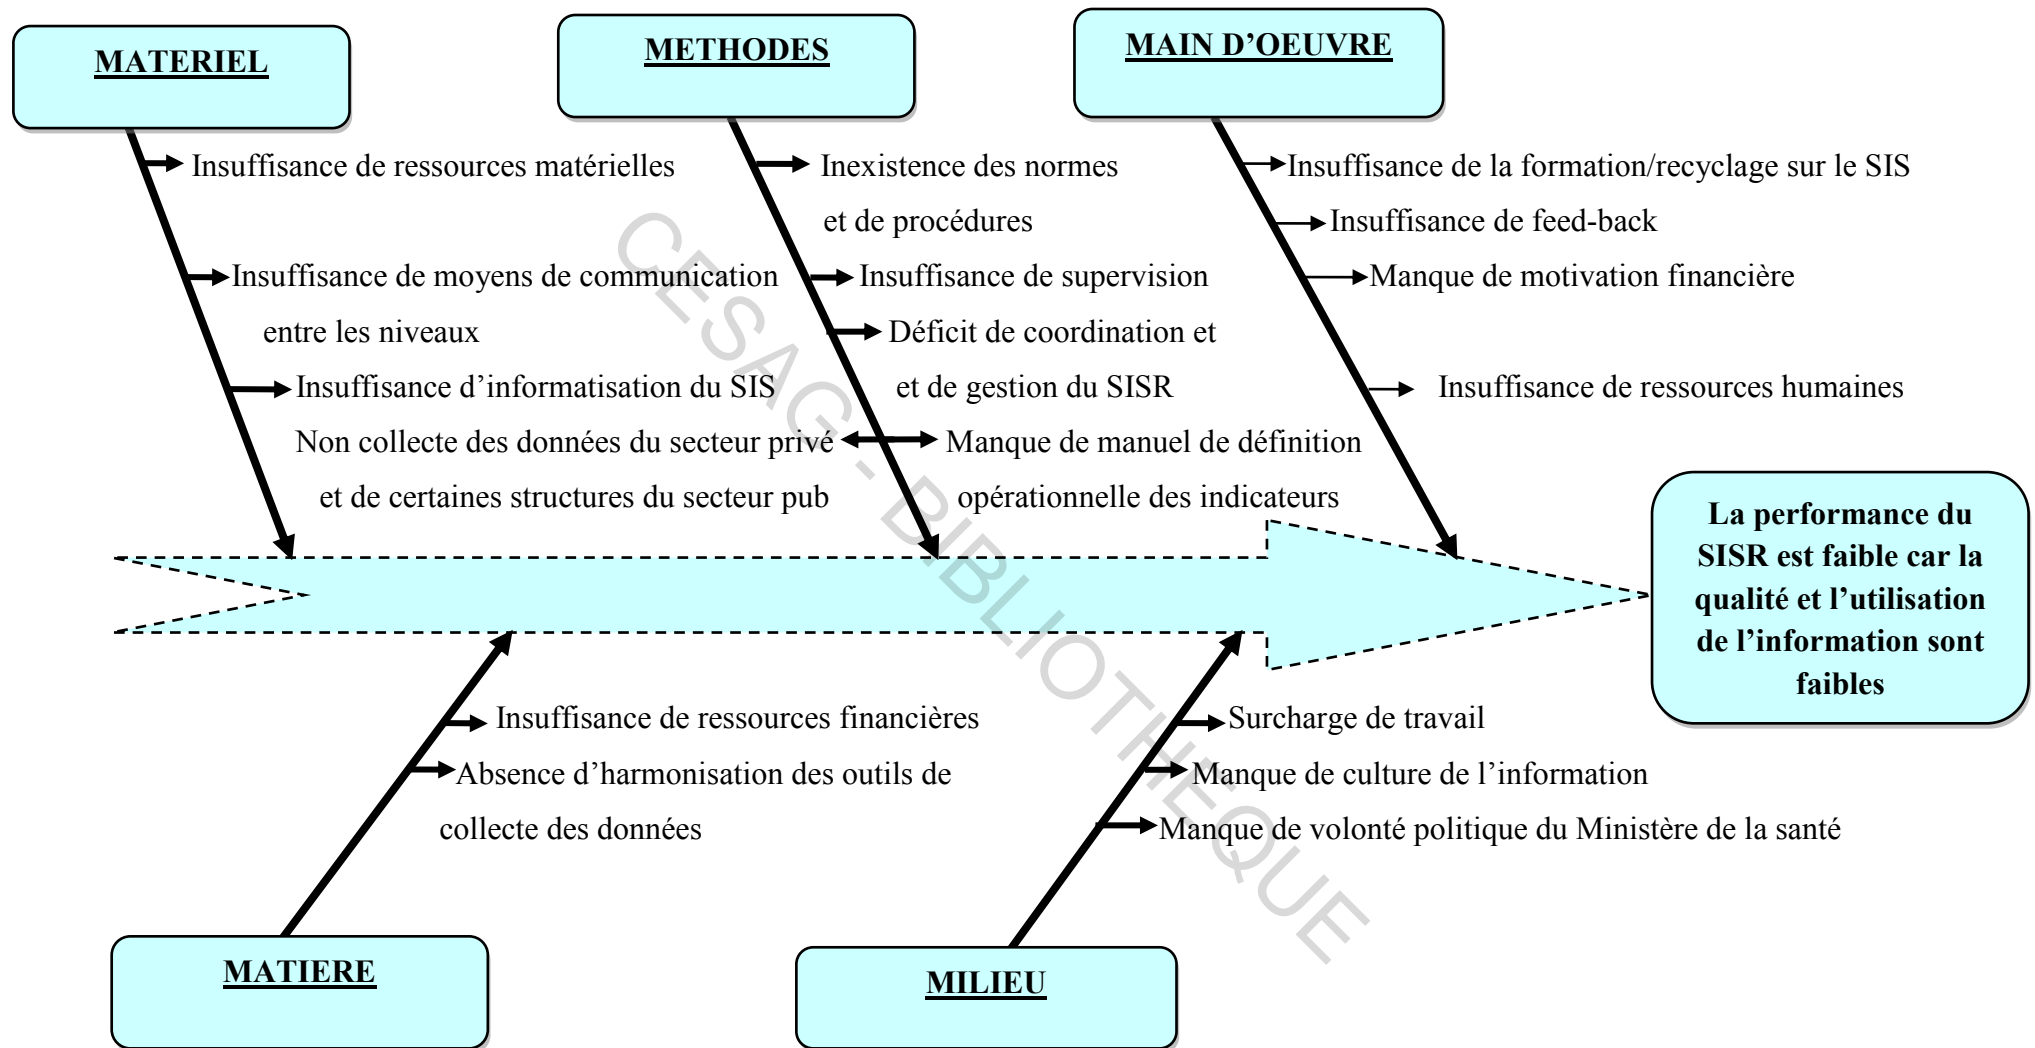 MATERIEL
METHODES
MAIN D’OEUVRE
Insuffisance de ressources matérielles
Insuffisance de moyens de communication
entre les niveaux
Insuffisance d’informatisation du SIS
Inexistence des normes
et de procédures
Insuffisance de supervision
Déficit de coordination et
et de gestion du SISR
Non collecte des données du secteur privé
et de certaines structures du secteur pub
Manque de manuel de définition
opérationnelle des indicateurs
Insuffisance de la formation/recyclage sur le SIS
Insuffisance de feed-back
Manque de motivation financière
Insuffisance de ressources humaines
La performance du
SISR est faible car la
qualité et l’utilisation
de l’information sont
faibles
Insuffisance de ressources financières
Absence d’harmonisation des outils de
collecte des données
Surcharge de travail
Manque de culture de l’information
Manque de volonté politique du Ministère de la santé
MATIERE
MILIEU
CESAG - BIBLIOTHEQUE